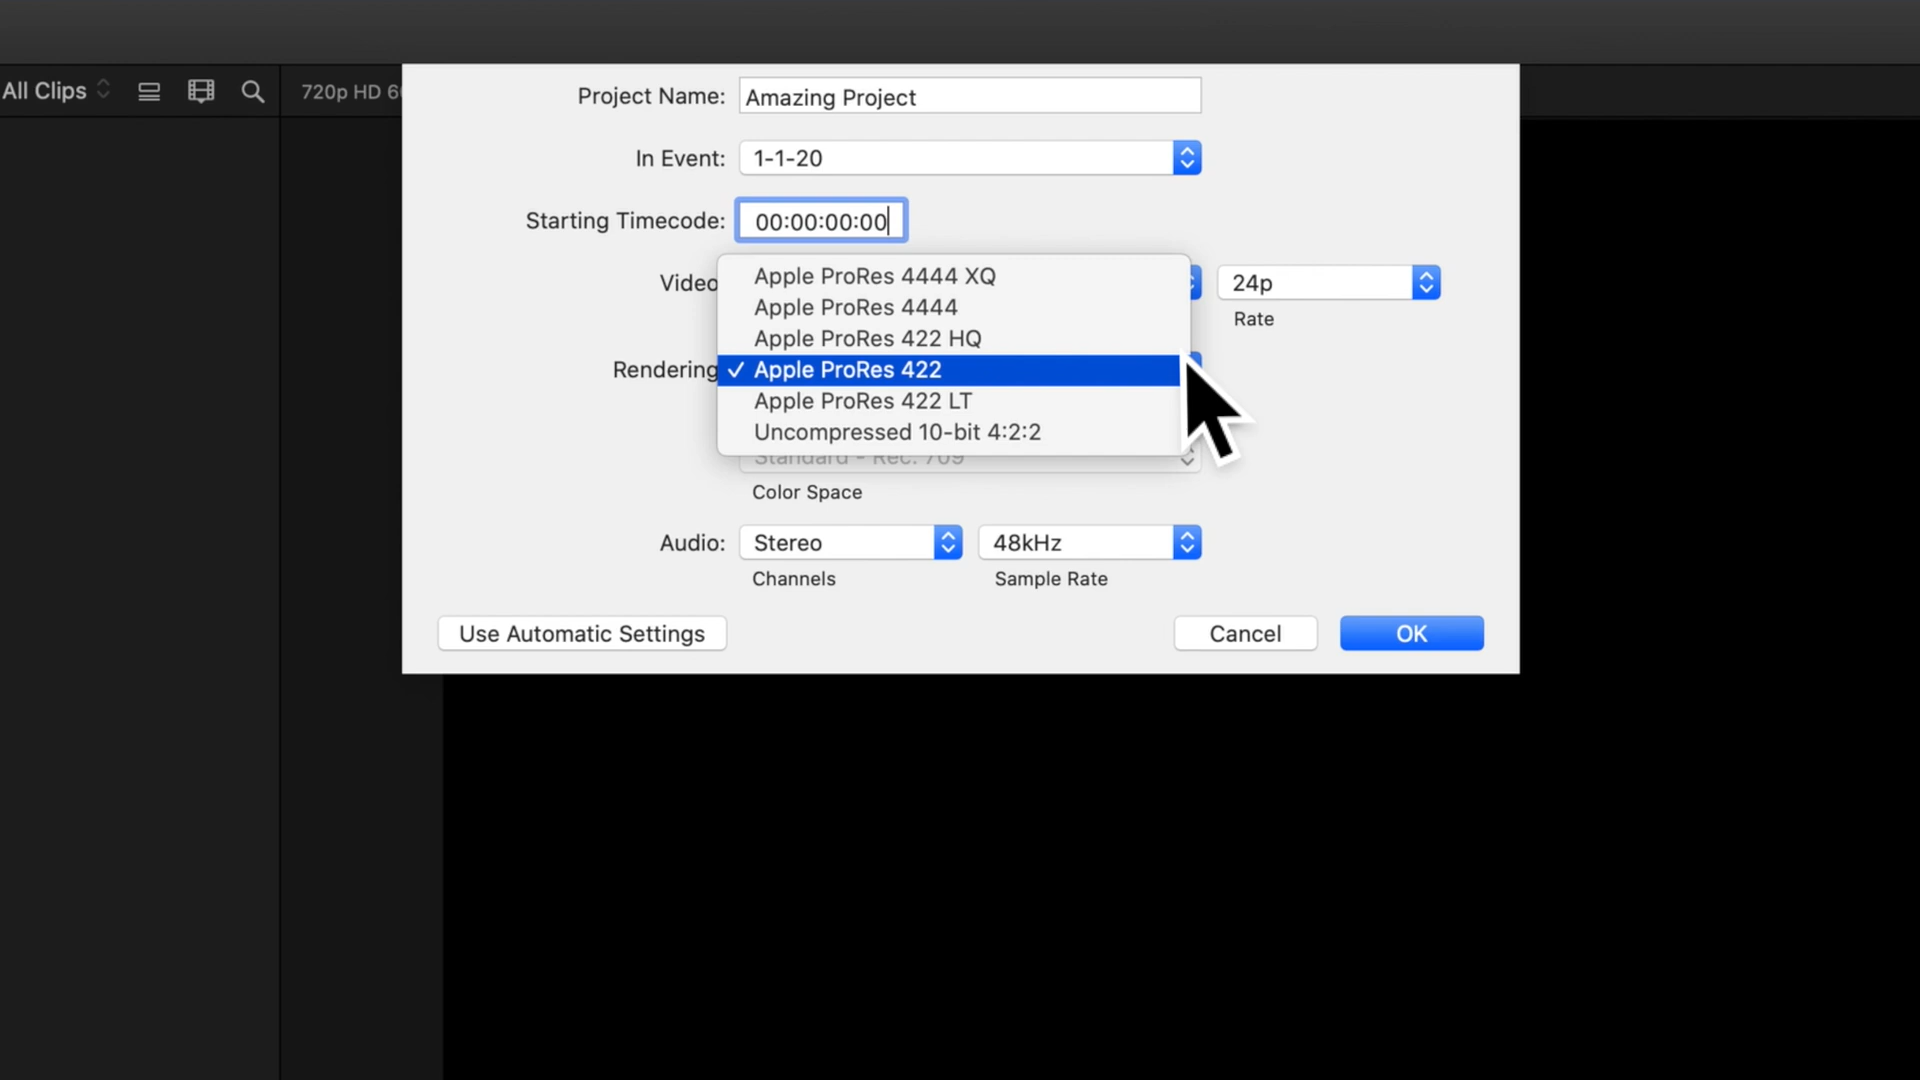 All Clips
720p HD
Project Name: Amazing Project
In Event: 1-1-20
Starting Timecode: 00:00:00:00
Video
Apple ProRes 4444 XQ
Apple ProRes 4444
Apple ProRes 422 HQ
Apple ProRes 422
Apple ProRes 422 LT
Uncompressed 10-bit 4:2:2
24p
Rate
Rendering
Standard - Rec. 709
Color Space
Audio: Stereo 48kHz
Channels Sample Rate
Use Automatic Settings Cancel OK